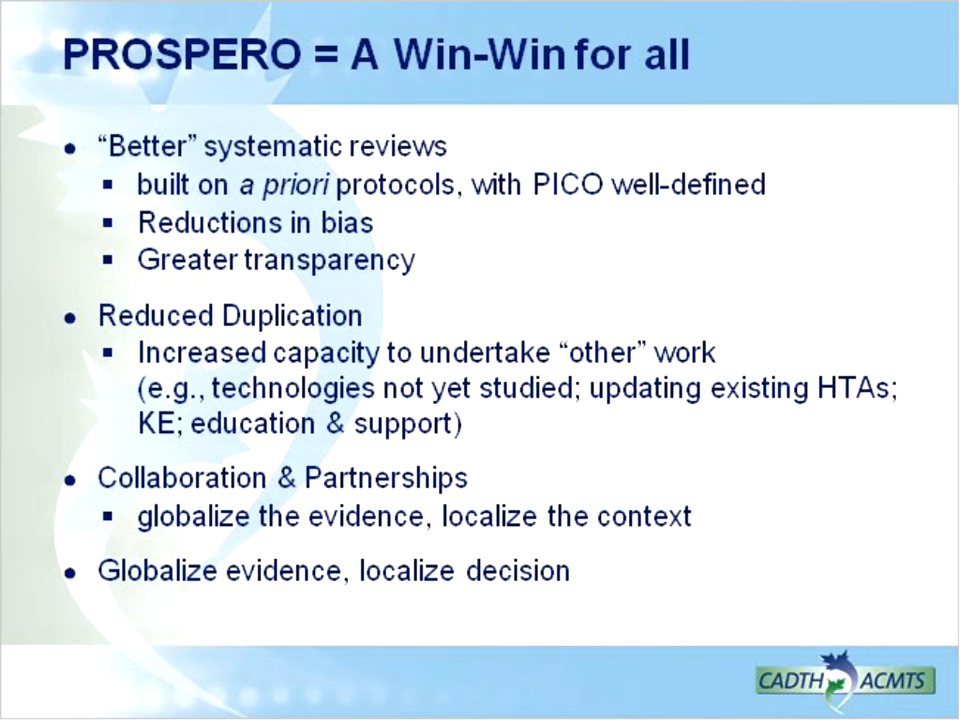 PROSPERO = A Win-Win for all
• “Better” systematic reviews
▪ built on a priori protocols, with PICO well-defined
▪ Reductions in bias
▪ Greater transparency
• Reduced Duplication
▪ Increased capacity to undertake “other” work
(e.g., technologies not yet studied; updating existing HTAs;
KE; education & support)
• Collaboration & Partnerships
▪ globalize the evidence, localize the context
• Globalize evidence, localize decision
CADTH ACMTS